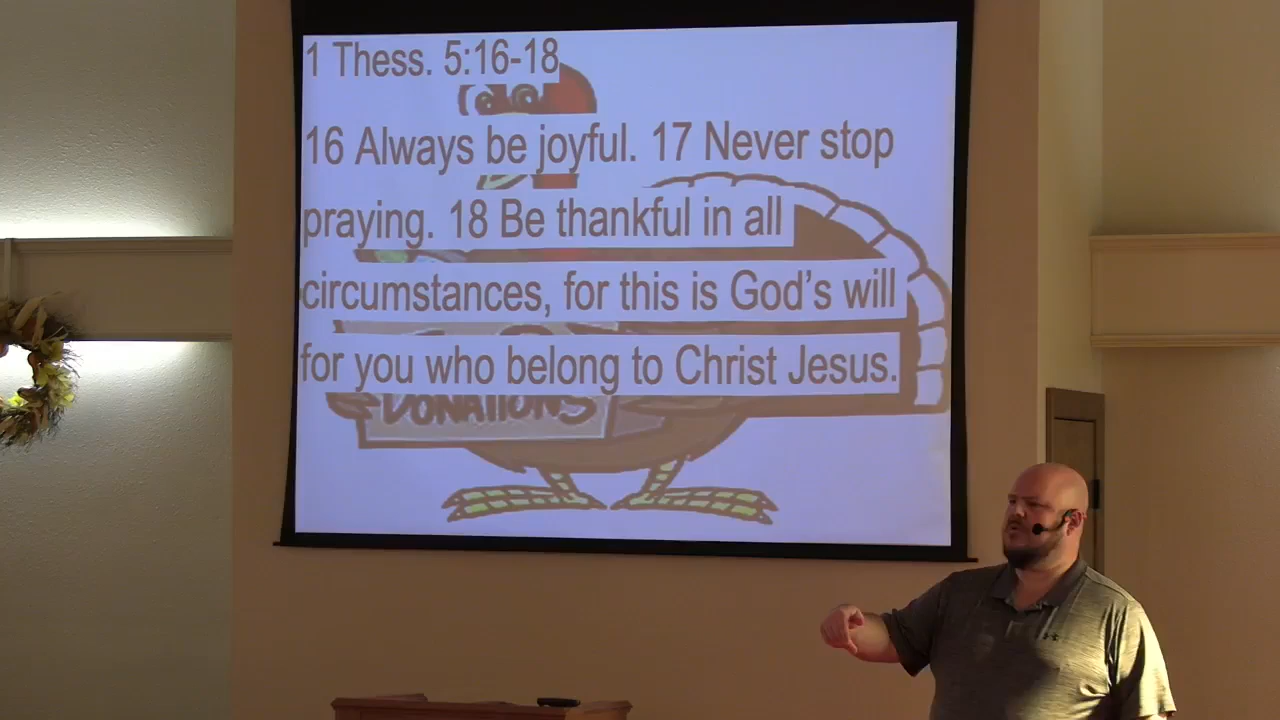 1 Thess. 5:16-18
16 Always be joyful. 17 Never stop
praying. 18 Be thankful in all
circumstances, for this is God's will
for you who belong to Christ Jesus.
DONATIONS